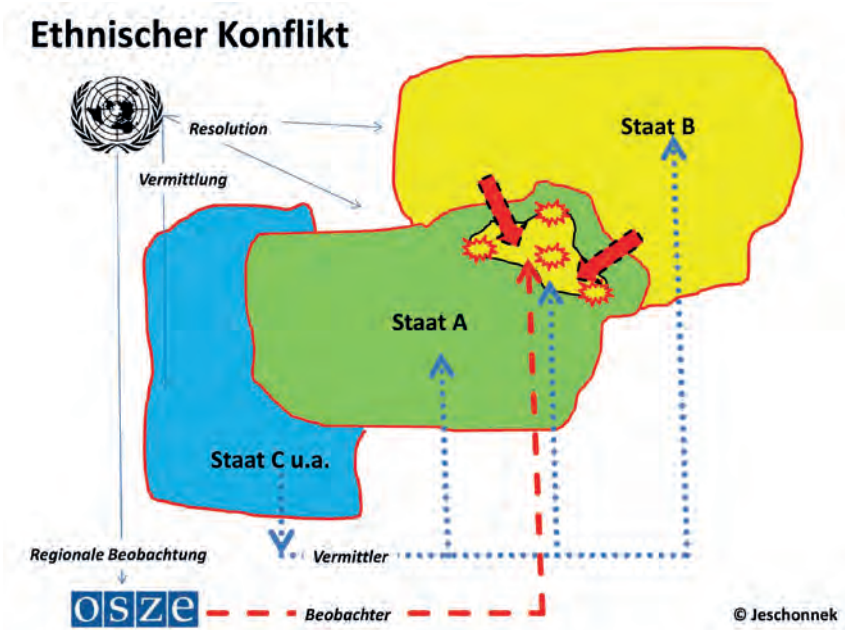 Ethnischer Konflikt
Resolution
Staat B
Vermittlung
Staat A
Staat C u.a.
Regionale Beobachtung
Vermittler
osze
Beobachter
© Jeschonnek